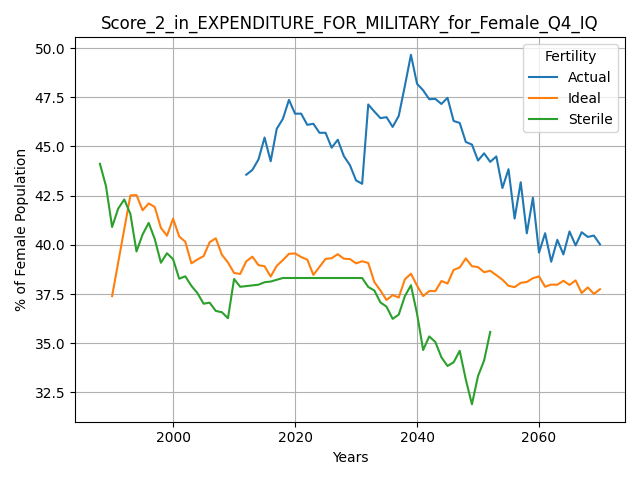 Score_2_in_EXPENDITURE_FOR_MILITARY_for_Female_Q4_IQ
Fertility
Actual
Ideal
Sterile
% of Female Population
50.0
47.5
45.0
42.5
40.0
37.5
35.0
32.5
2000
2020
2040
2060
Years